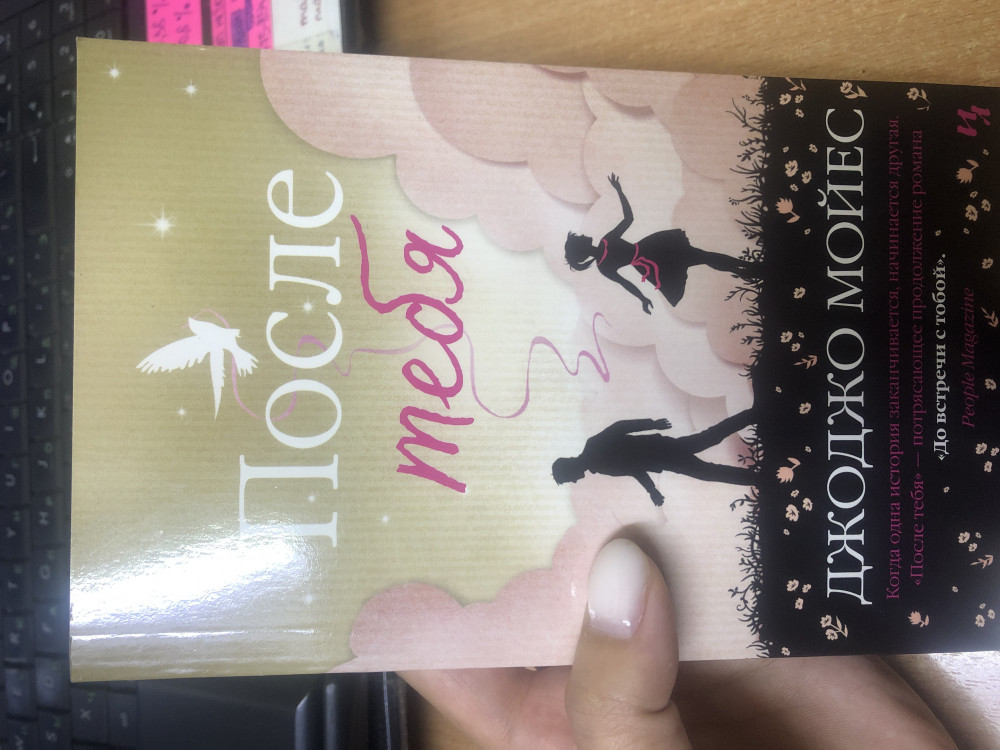 После
тебя
ДЖОДЖО МОЙЕС
Когда одна история заканчивается, начинается другая.
«После тебя» — потрясающее продолжение романа
«До встречи с тобой».
People Magazine